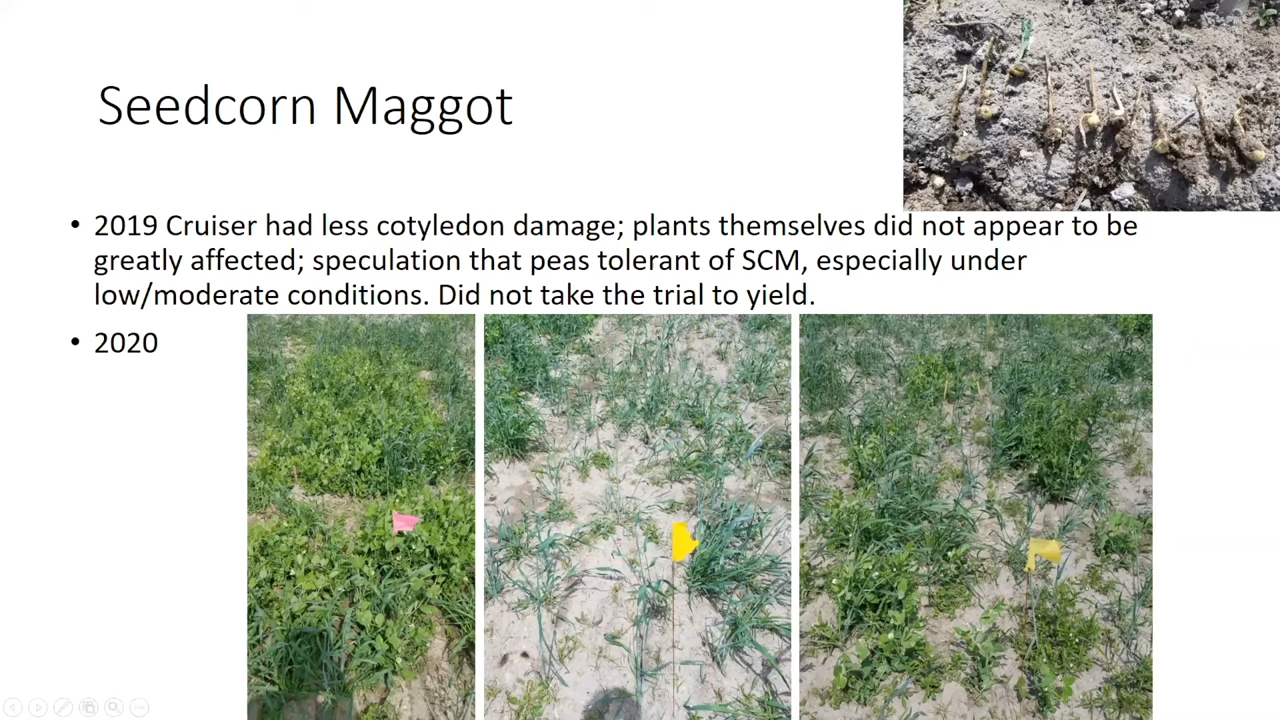 Seedcorn Maggot
• 2019 Cruiser had less cotyledon damage; plants themselves did not appear to be
greatly affected; speculation that peas tolerant of SCM, especially under
low/moderate conditions. Did not take the trial to yield.
• 2020